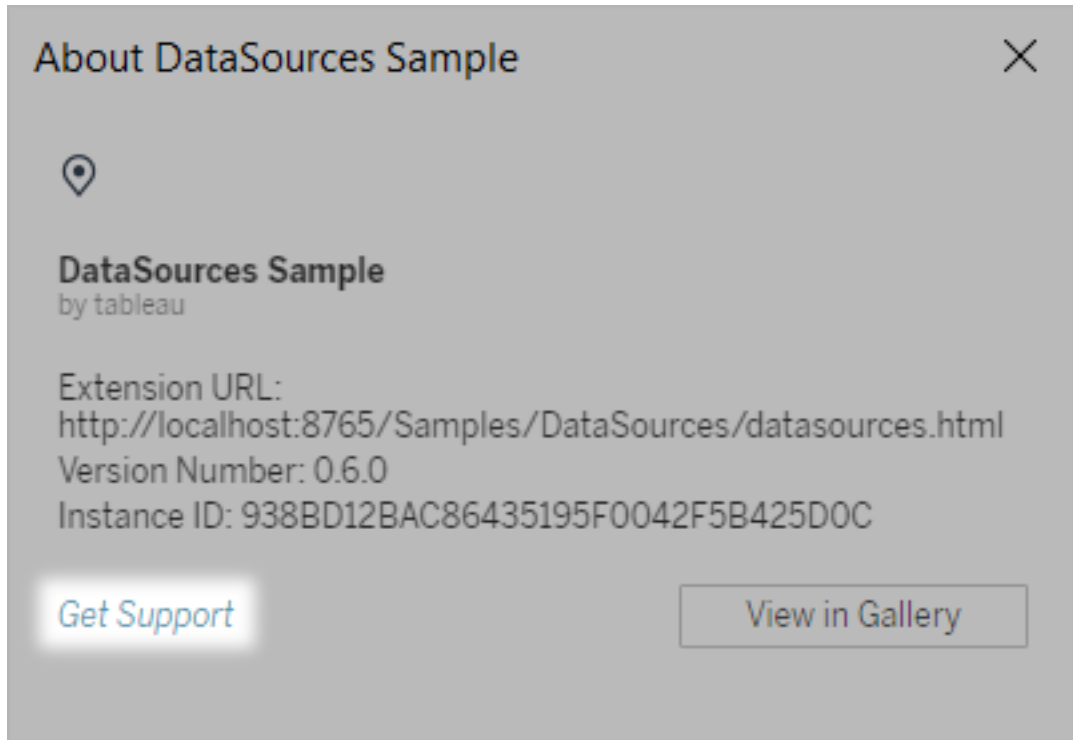 About DataSources Sample
DataSources Sample
by tableau
Extension URL:
http://localhost:8765/Samples/DataSources/datasources.html
Version Number: 0.6.0
Instance ID: 938BD12BAC86435195F0042F5B425D0C
Get Support
View in Gallery